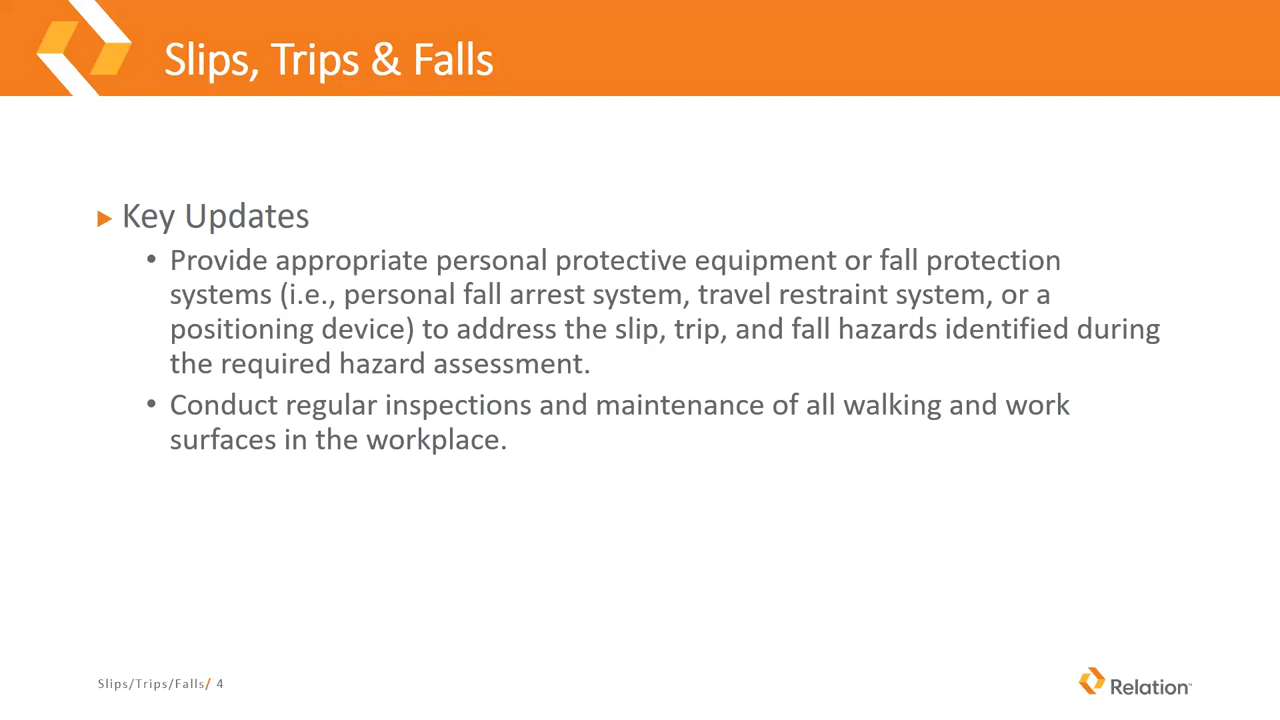 Slips, Trips & Falls
Key Updates
• Provide appropriate personal protective equipment or fall protection
systems (i.e., personal fall arrest system, travel restraint system, or a
positioning device) to address the slip, trip, and fall hazards identified during
the required hazard assessment.
• Conduct regular inspections and maintenance of all walking and work
surfaces in the workplace.
Slips/Trips/Falls/ 4
Relation™